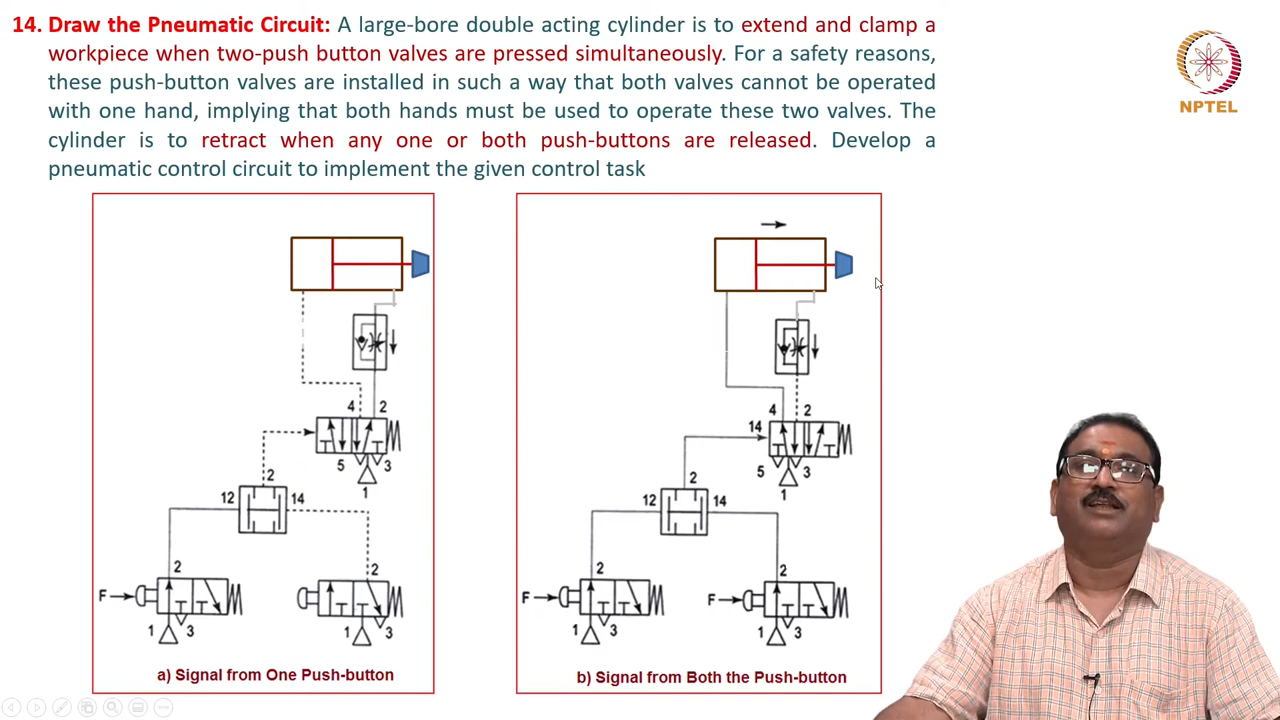 14. Draw the Pneumatic Circuit: A large-bore double acting cylinder is to extend and clamp a
workpiece when two-push button valves are pressed simultaneously. For a safety reasons,
these push-button valves are installed in such a way that both valves cannot be operated
with one hand, implying that both hands must be used to operate these two valves. The
cylinder is to retract when any one or both push-buttons are released. Develop a
pneumatic control circuit to implement the given control task
NPTEL
4 2
5 3
1
2
12 14
2 2
F
1 3 1 3
a) Signal from One Push-button
4 2
14
5 3
1
2
12 14
2 2
F F
1 3 1 3
b) Signal from Both the Push-button